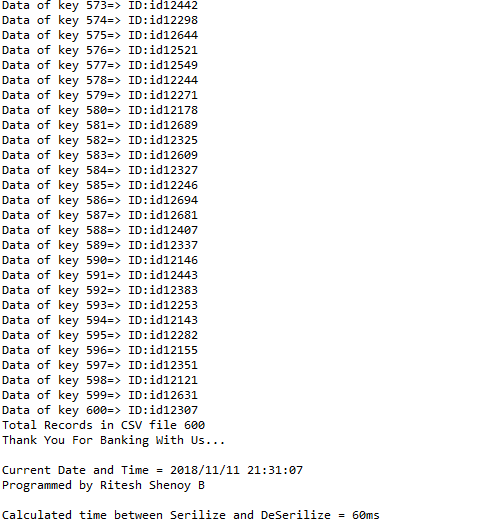 Data of key 573=> ID:id12442
Data of key 574=> ID:id12298
Data of key 575=> ID:id12644
Data of key 576=> ID:id12521
Data of key 577=> ID:id12549
Data of key 578=> ID:id12244
Data of key 579=> ID:id12271
Data of key 580=> ID:id12178
Data of key 581=> ID:id12689
Data of key 582=> ID:id12325
Data of key 583=> ID:id12609
Data of key 584=> ID:id12327
Data of key 585=> ID:id12246
Data of key 586=> ID:id12694
Data of key 587=> ID:id12681
Data of key 588=> ID:id12407
Data of key 589=> ID:id12337
Data of key 590=> ID:id12146
Data of key 591=> ID:id12443
Data of key 592=> ID:id12383
Data of key 593=> ID:id12253
Data of key 594=> ID:id12143
Data of key 595=> ID:id12282
Data of key 596=> ID:id12155
Data of key 597=> ID:id12351
Data of key 598=> ID:id12121
Data of key 599=> ID:id12631
Data of key 600=> ID:id12307
Total Records in CSV file 600
Thank You For Banking With Us...
Current Date and Time = 2018/11/11 21:31:07
Programmed by Ritesh Shenoy B
Calculated time between Serilize and DeSerilize = 60ms